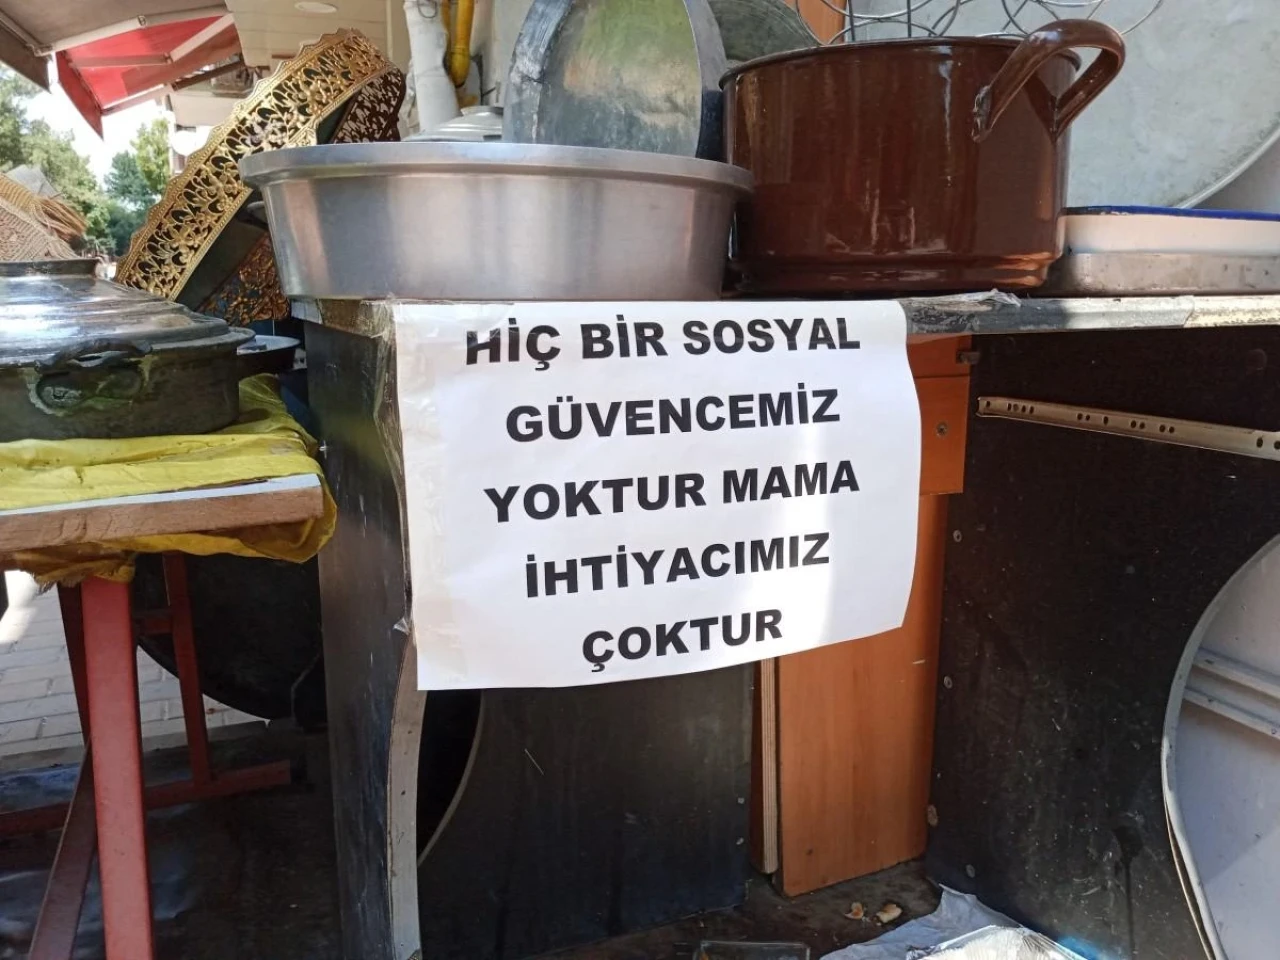 HİÇ BİR SOSYAL
GÜVENCEMİZ
YOKTUR MAMA
İHTİYACIMIZ
ÇOKTUR